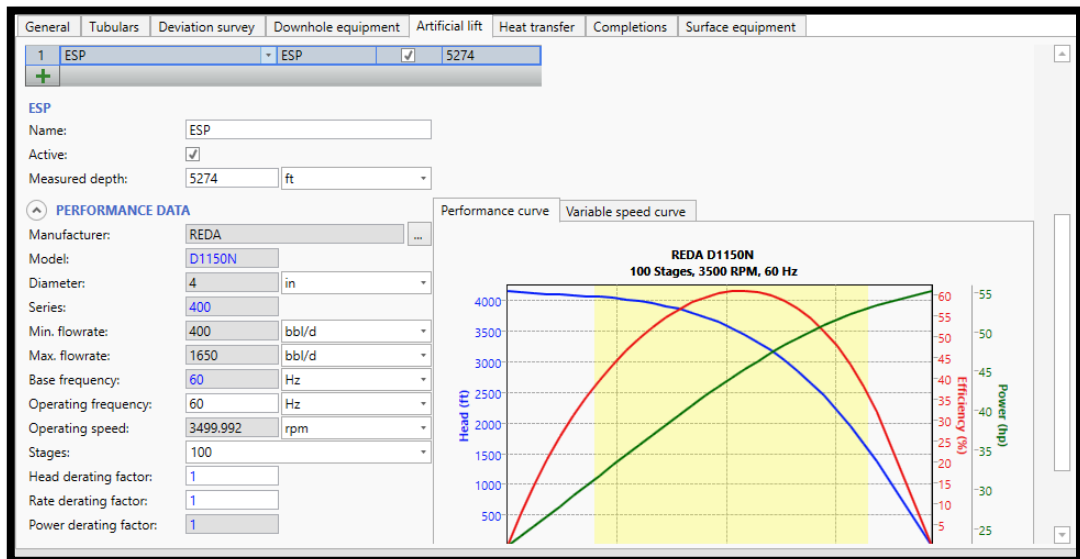 General Tubulars Deviation survey Downhole equipment Artificial lift Heat transfer Completions Surface equipment
1 ESP ESP 5274
ESP
Name: ESP
Active:
Measured depth: 5274 ft
PERFORMANCE DATA
Manufacturer: REDA ...
Model: D1150N
Diameter: 4 in
Series: 400
Min. flowrate: 400 bbl/d
Max. flowrate: 1650 bbl/d
Base frequency: 60 Hz
Operating frequency: 60 Hz
Operating speed: 3499.992 rpm
Stages: 100
Head derating factor: 1
Rate derating factor: 1
Power derating factor: 1
Performance curve Variable speed curve
REDA D1150N
100 Stages, 3500 RPM, 60 Hz
Head (ft)
4000
3500
3000
2500
2000
1500
1000
500
60
55
50
45
40
35
30
25
20
15
10
5
Efficiency (%)
55
50
45
40
35
30
25
Power (hp)